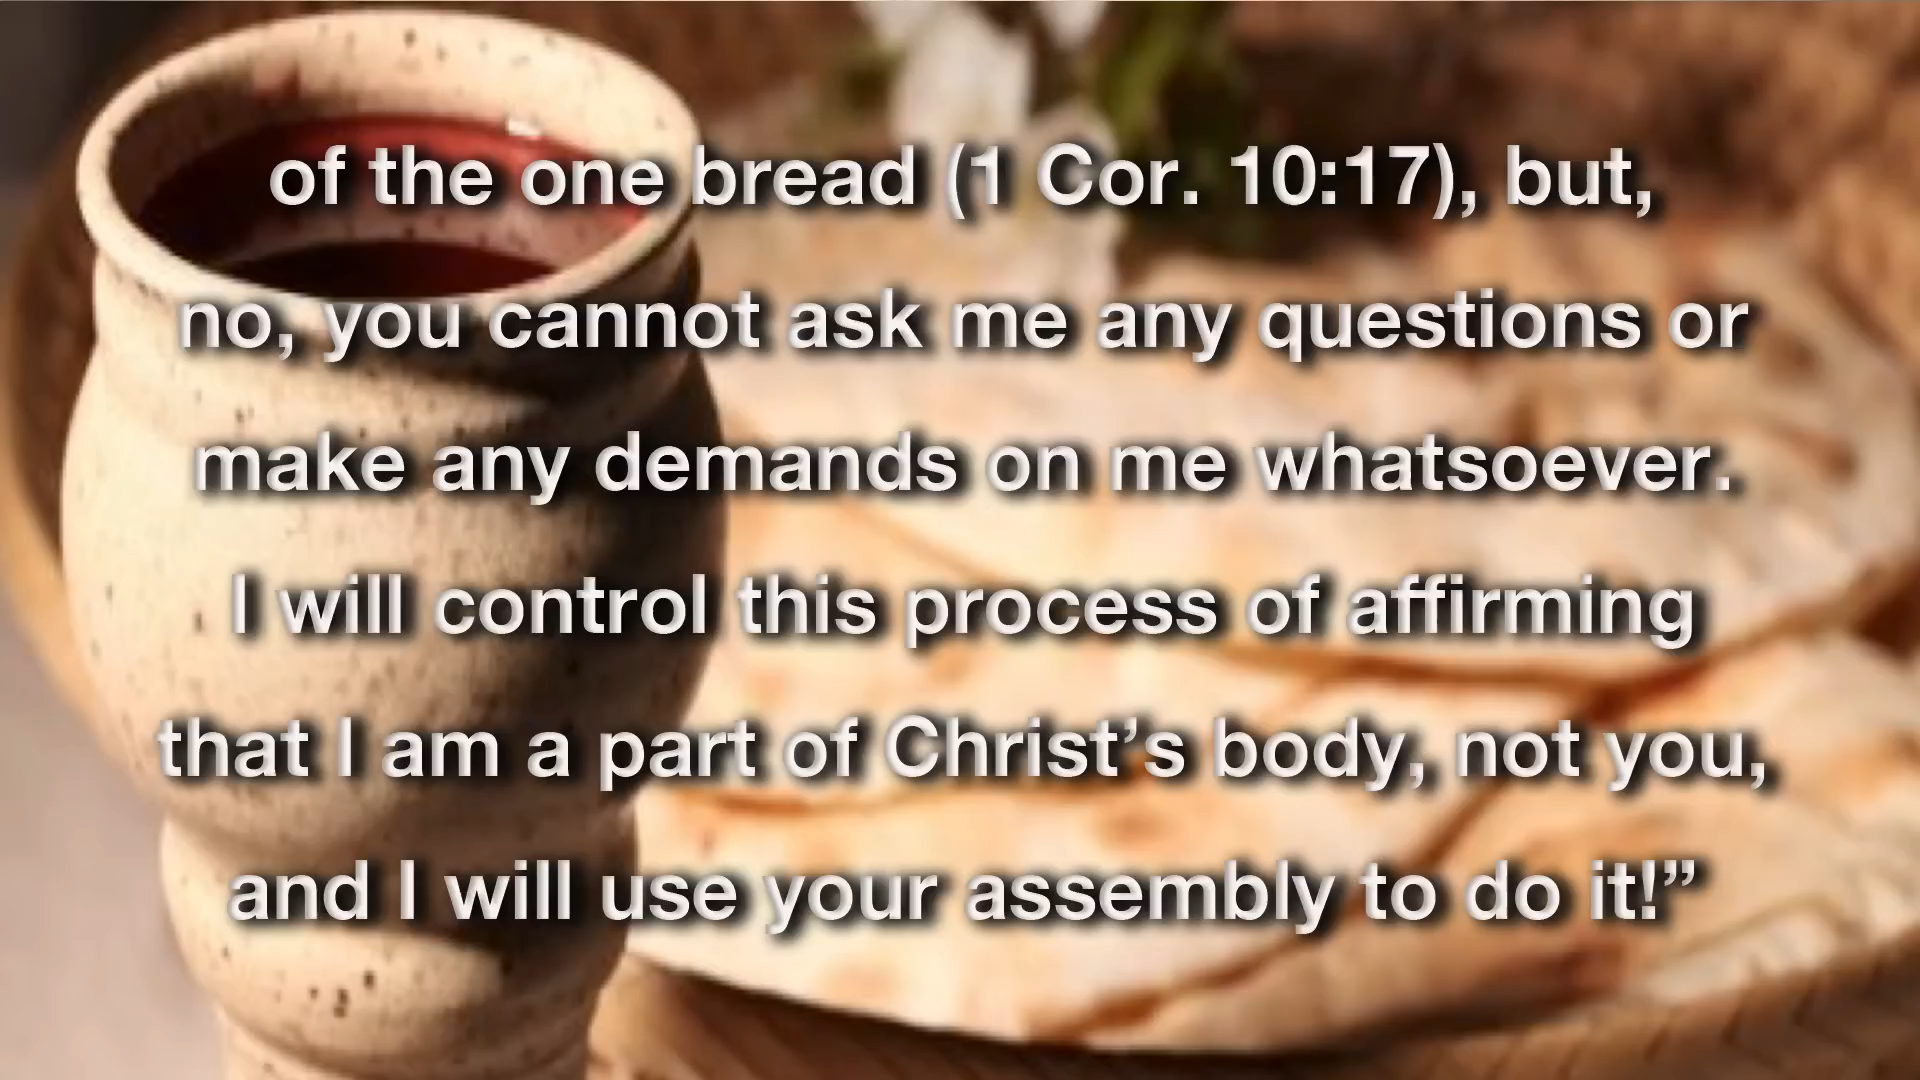 of the one bread (1 Cor. 10:17), but,
no, you cannot ask me any questions or
make any demands on me whatsoever.
I will control this process of affirming
that I am a part of Christ’s body, not you,
and I will use your assembly to do it!”